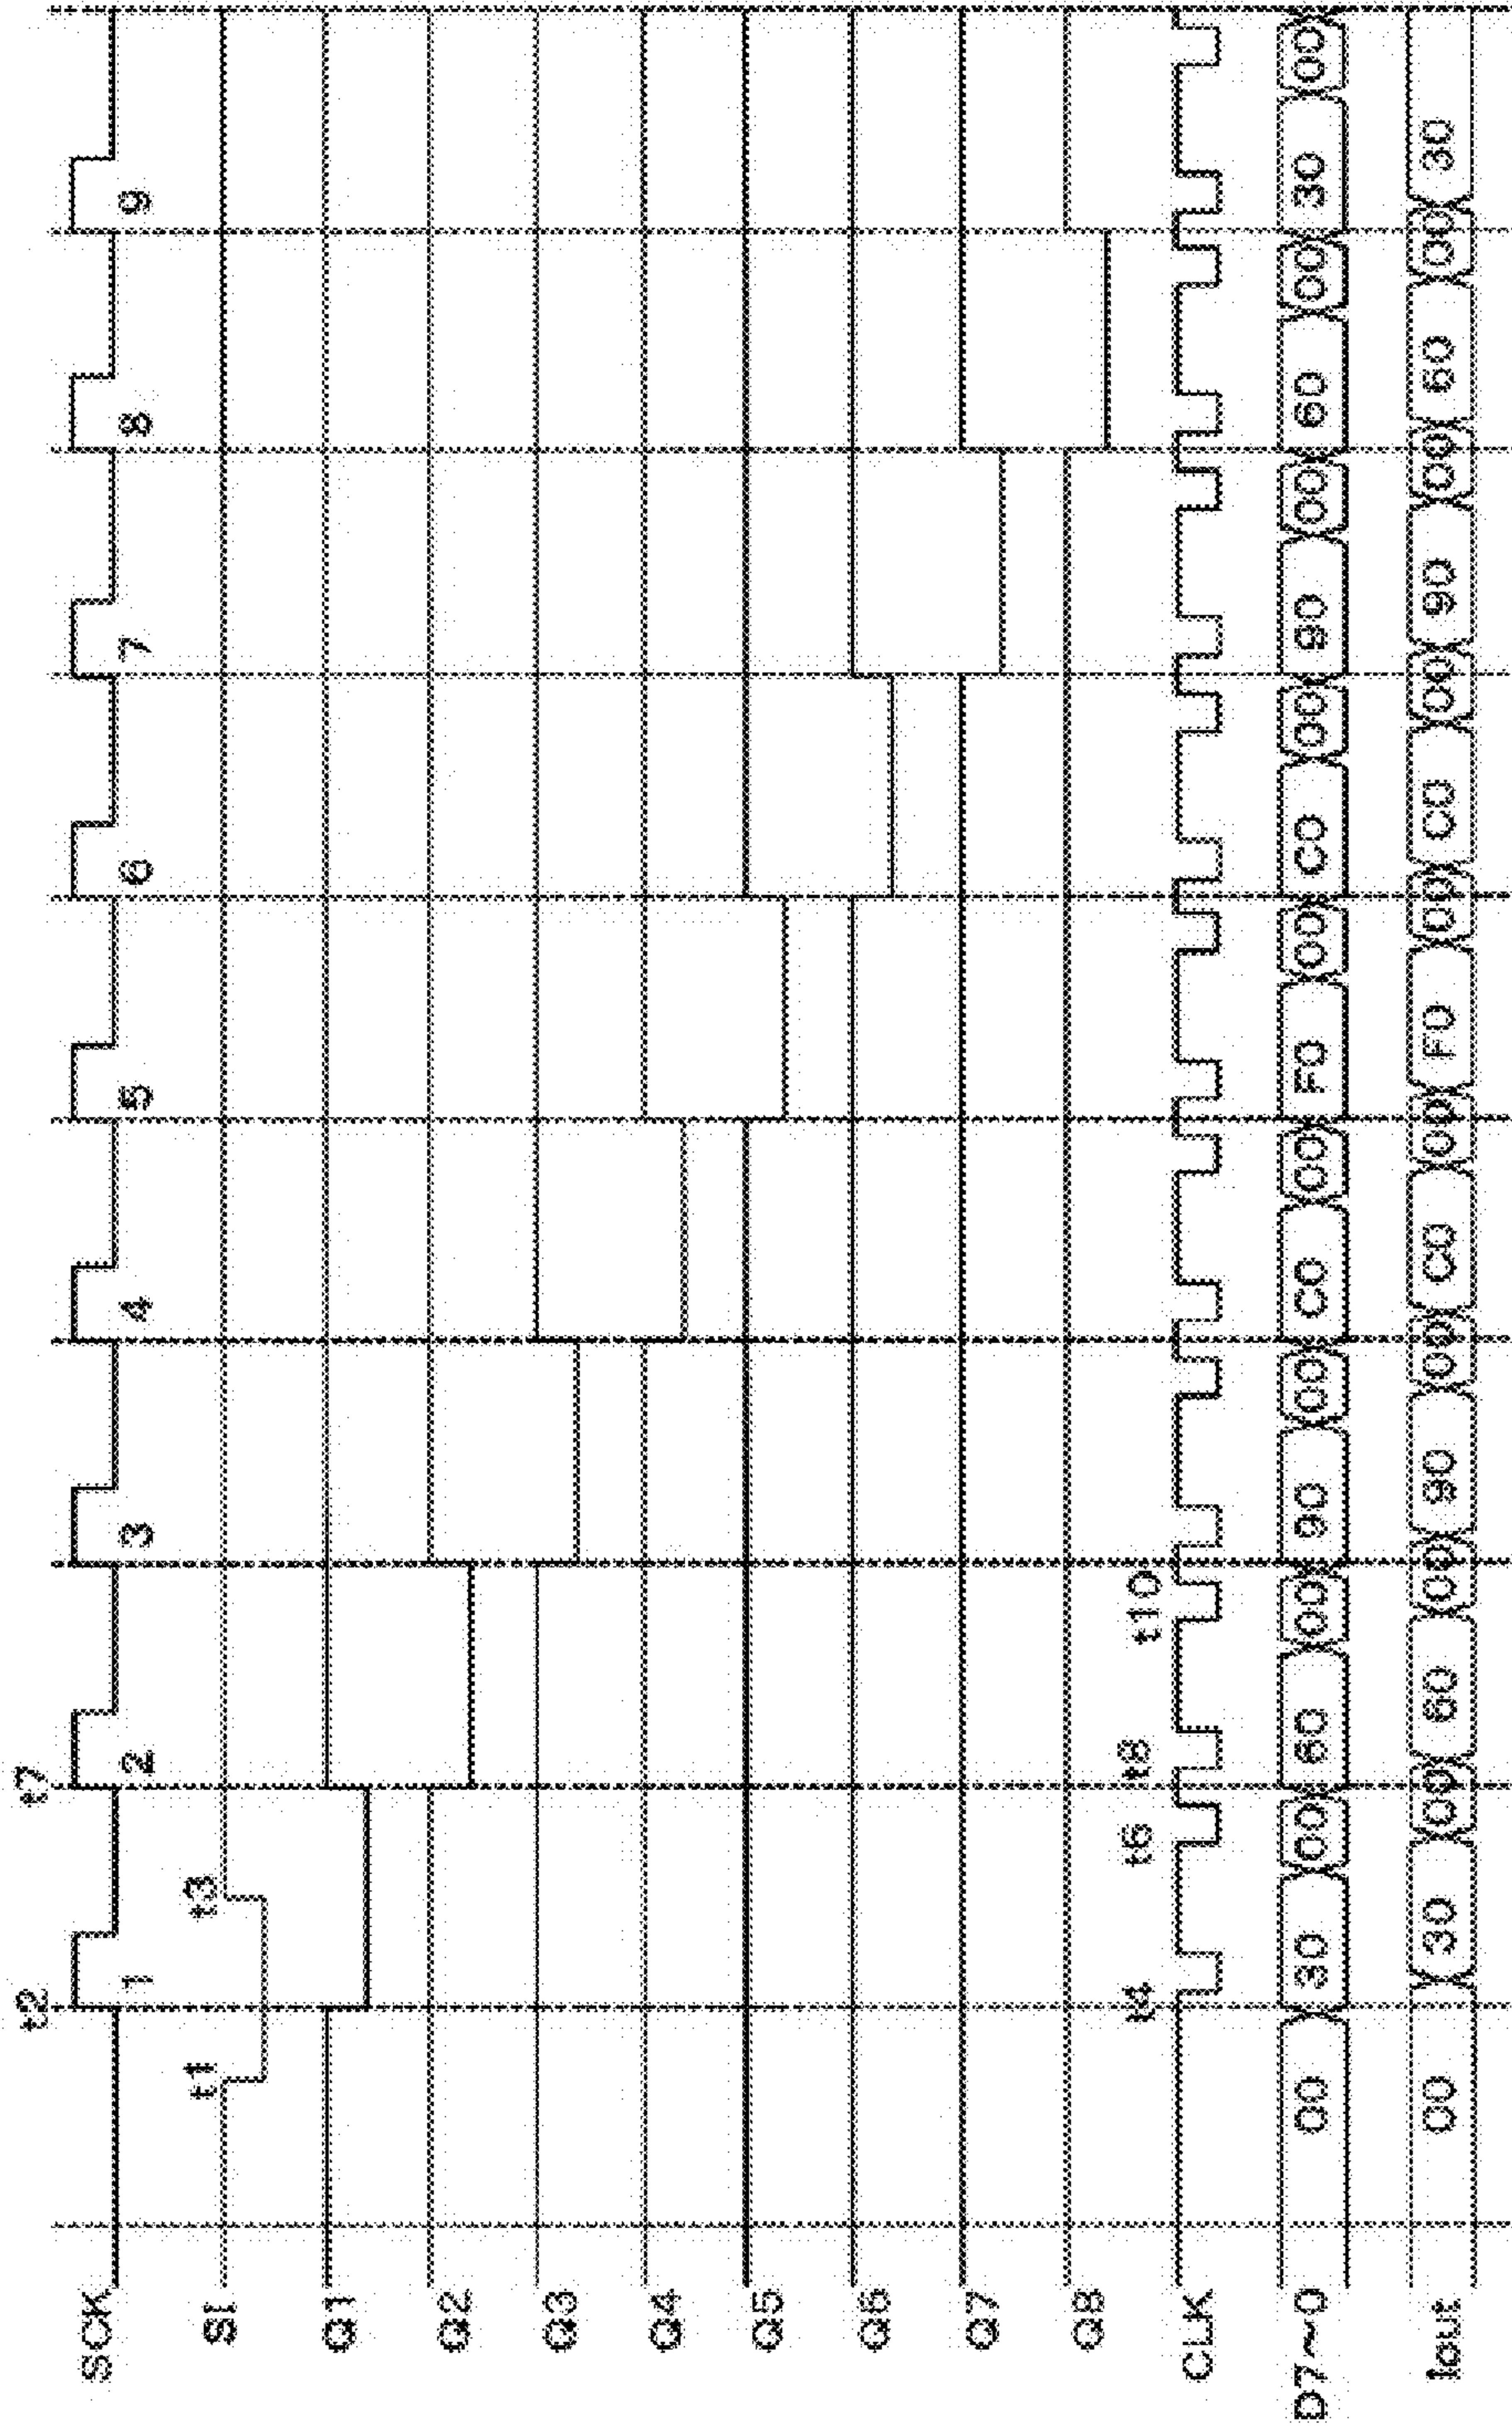 t2 t7
SCK 1 2 3 4 5 6 7 8 9
t1 t3
SI
Q1
Q2
Q3
Q4
Q5
Q6
Q7
Q8
t4 t6 t8 t10
CLK
D7~0 00 30 00 60 00 90 00 C0 00 F0 00 C0 00 90 00 60 00 30 00
Iout 00 30 00 60 00 90 00 C0 00 F0 00 C0 00 90 00 60 00 30